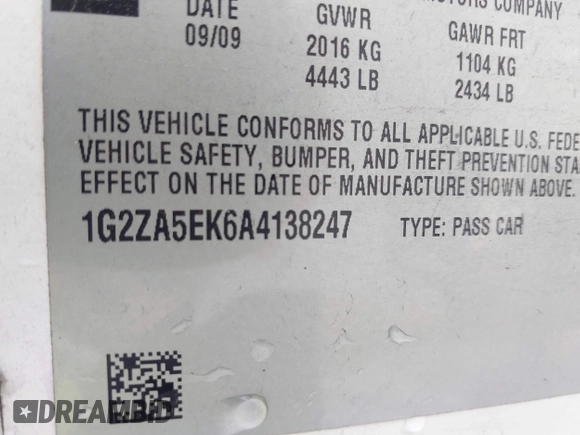 DATE GVWR GAWR FRT
09/09 2016 KG 1104 KG
4443 LB 2434 LB
THIS VEHICLE CONFORMS TO ALL APPLICABLE U.S. FEDE
VEHICLE SAFETY, BUMPER, AND THEFT PREVENTION STA
EFFECT ON THE DATE OF MANUFACTURE SHOWN ABOVE.
1G2ZA5EK6A4138247 TYPE: PASS CAR
DREAMBID